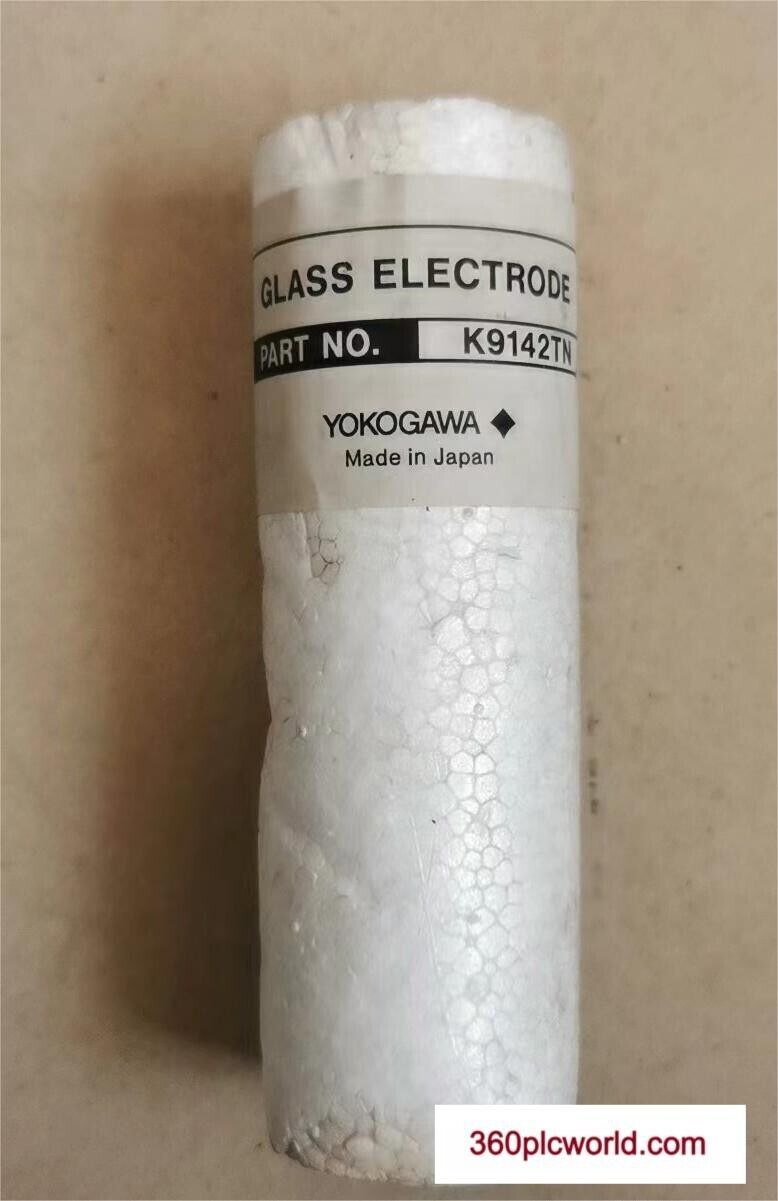 GLASS ELECTRODE
PART NO. K9142TN
YOKOGAWA
Made in Japan
360plcworld.com